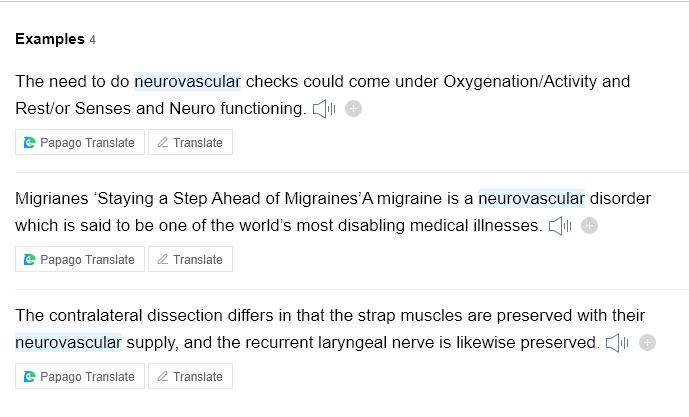 Examples 4
The need to do neurovascular checks could come under Oxygenation/Activity and
Rest/or Senses and Neuro functioning.
Papago Translate Translate
Migrianes ‘Staying a Step Ahead of Migraines’A migraine is a neurovascular disorder
which is said to be one of the world’s most disabling medical illnesses.
Papago Translate Translate
The contralateral dissection differs in that the strap muscles are preserved with their
neurovascular supply, and the recurrent laryngeal nerve is likewise preserved.
Papago Translate Translate